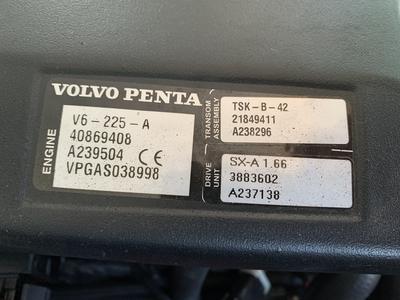 VOLVO PENTA
ENGINE
V6-225-A
40869408
A239504 CE
VPGAS038998
TRANSOM
ASSEMBLY
TSK-B-42
21849411
A238296
DRIVE
UNIT
SX-A 1.66
3883602
A237138